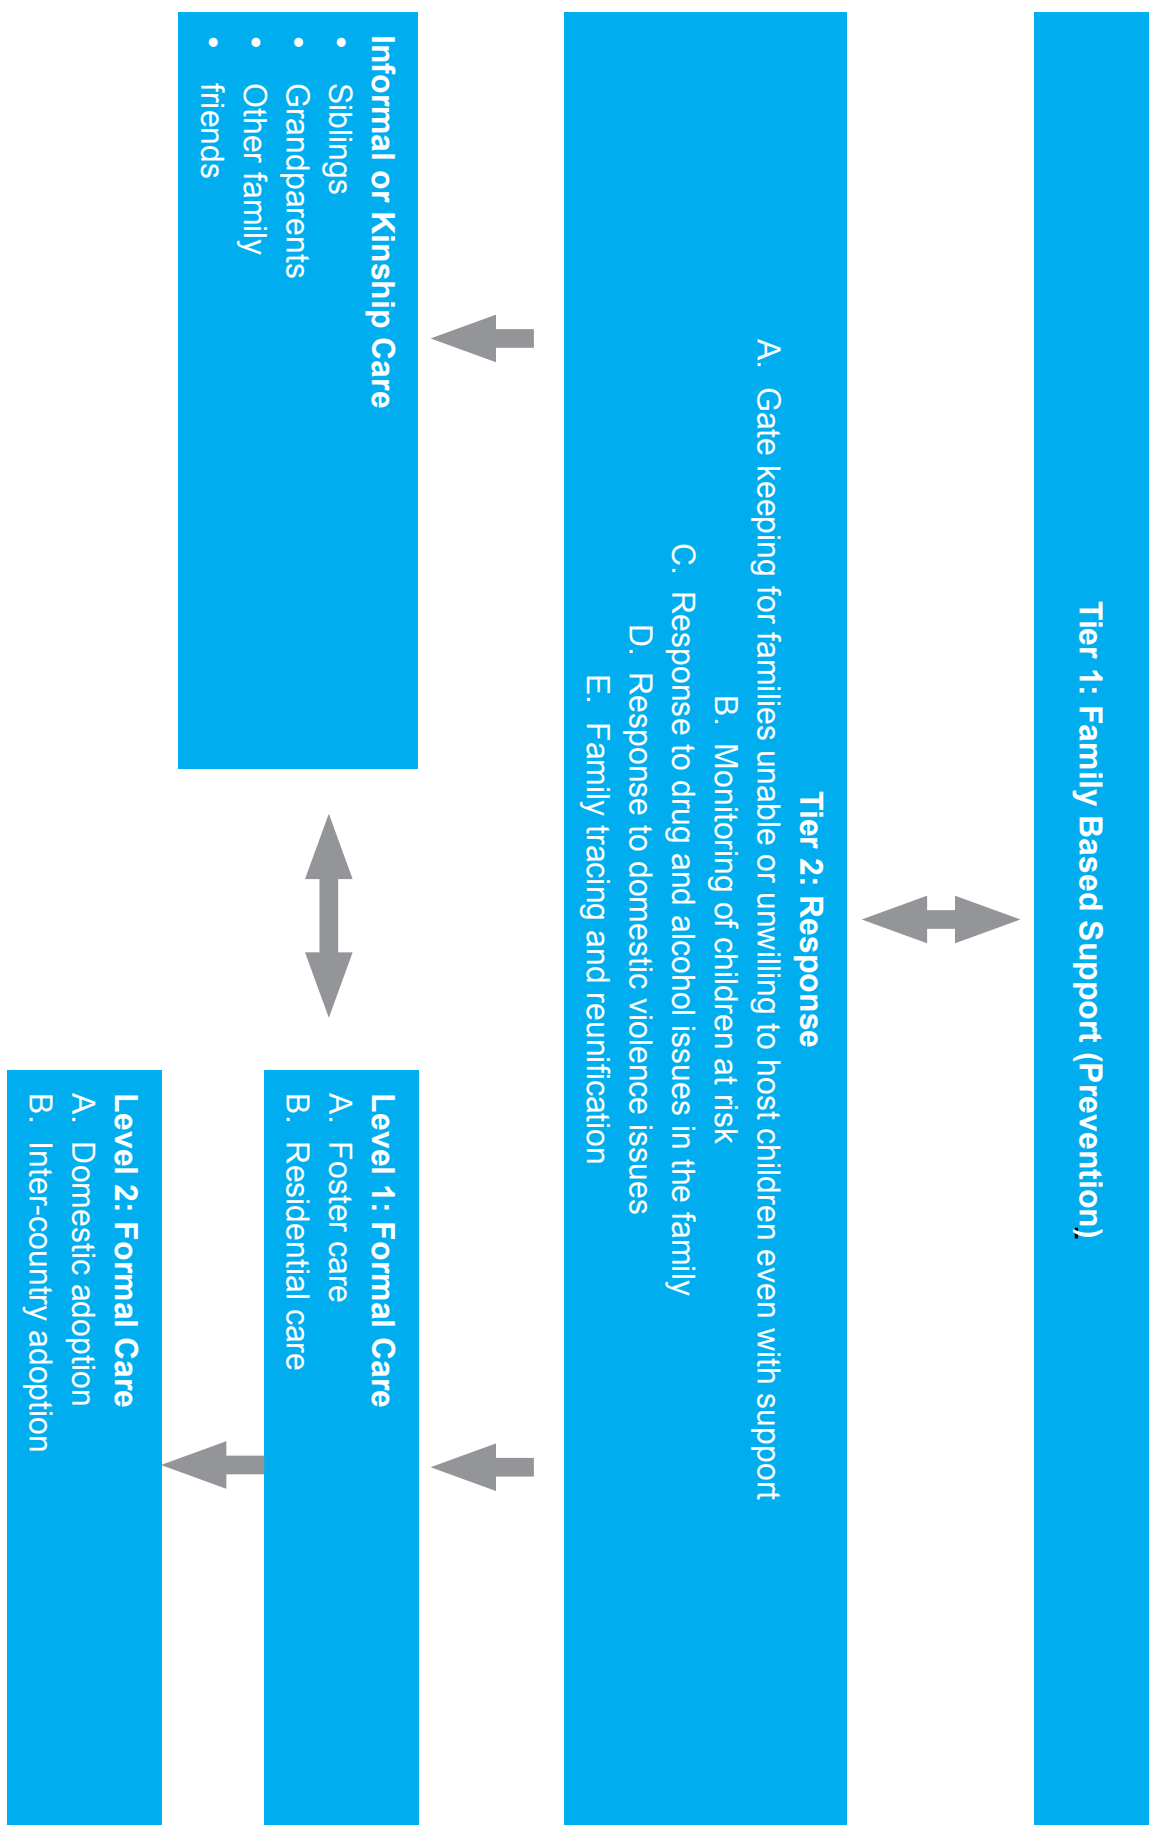 Tier 1: Family Based Support (Prevention)
Tier 2: Response
A. Gate keeping for families unable or unwilling to host children even with support
B. Monitoring of children at risk
C. Response to drug and alcohol issues in the family
D. Response to domestic violence issues
E. Family tracing and reunification
Informal or Kinship Care
• Siblings
• Grandparents
• Other family
• friends
Level 1: Formal Care
A. Foster care
B. Residential care
Level 2: Formal Care
A. Domestic adoption
B. Inter-country adoption